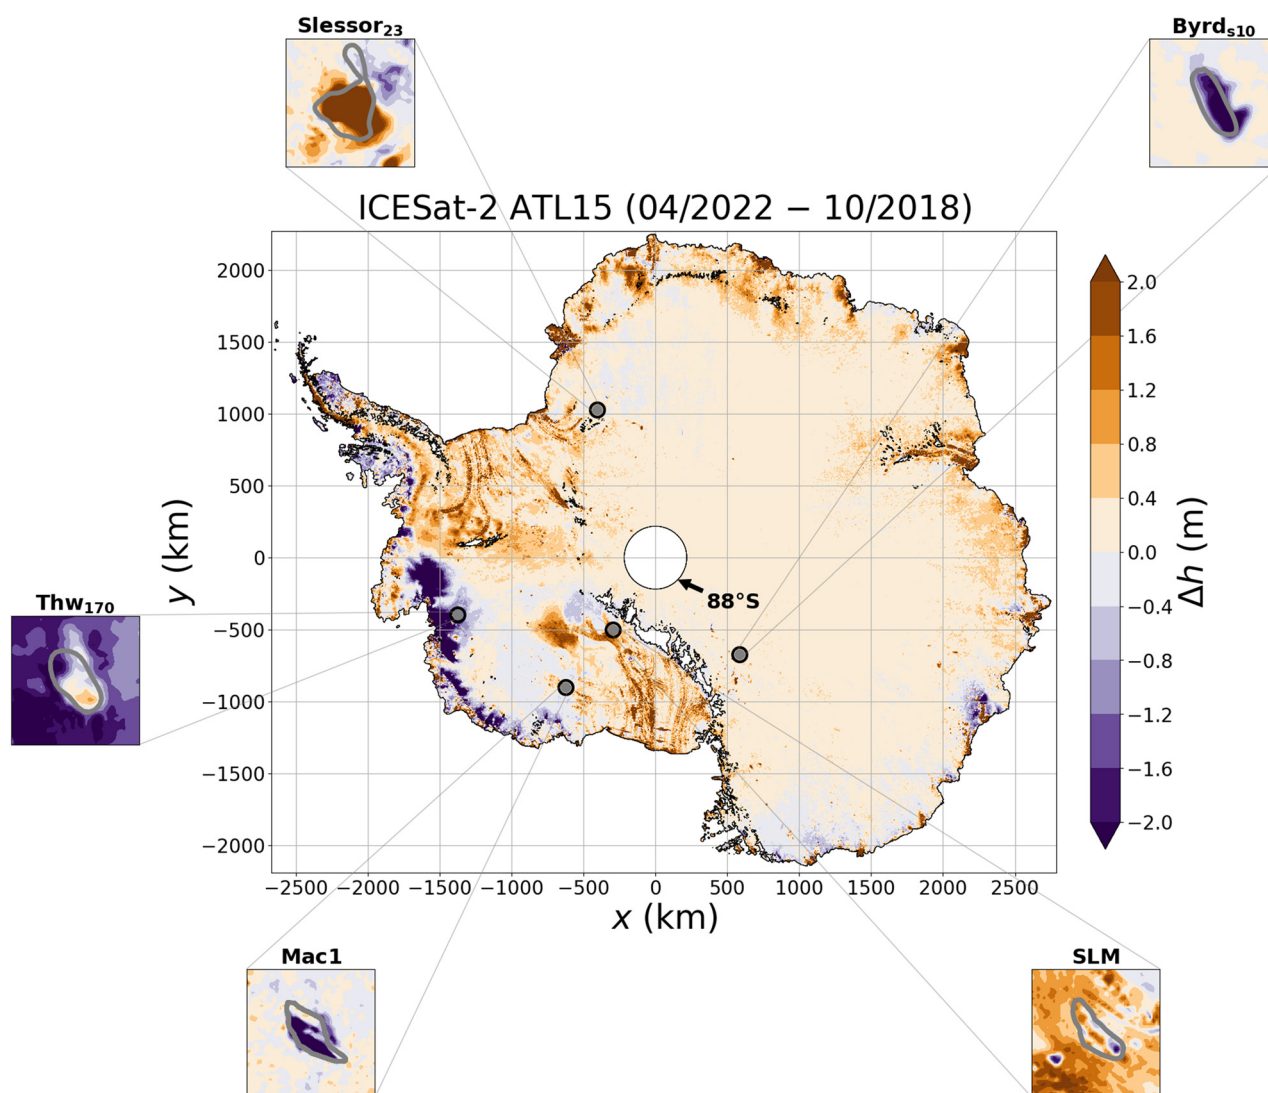 Slessor₂₃
Byrdₛ₁₀
ICESat-2 ATL15 (04/2022 − 10/2018)
2000
1500
1000
500
0
−500
−1000
−1500
−2000
y (km)
88°S
−2500 −2000 −1500 −1000 −500 0 500 1000 1500 2000 2500
x (km)
2.0
1.6
1.2
0.8
0.4
0.0
−0.4
−0.8
−1.2
−1.6
−2.0
Δh (m)
Thw₁₇₀
Mac1
SLM